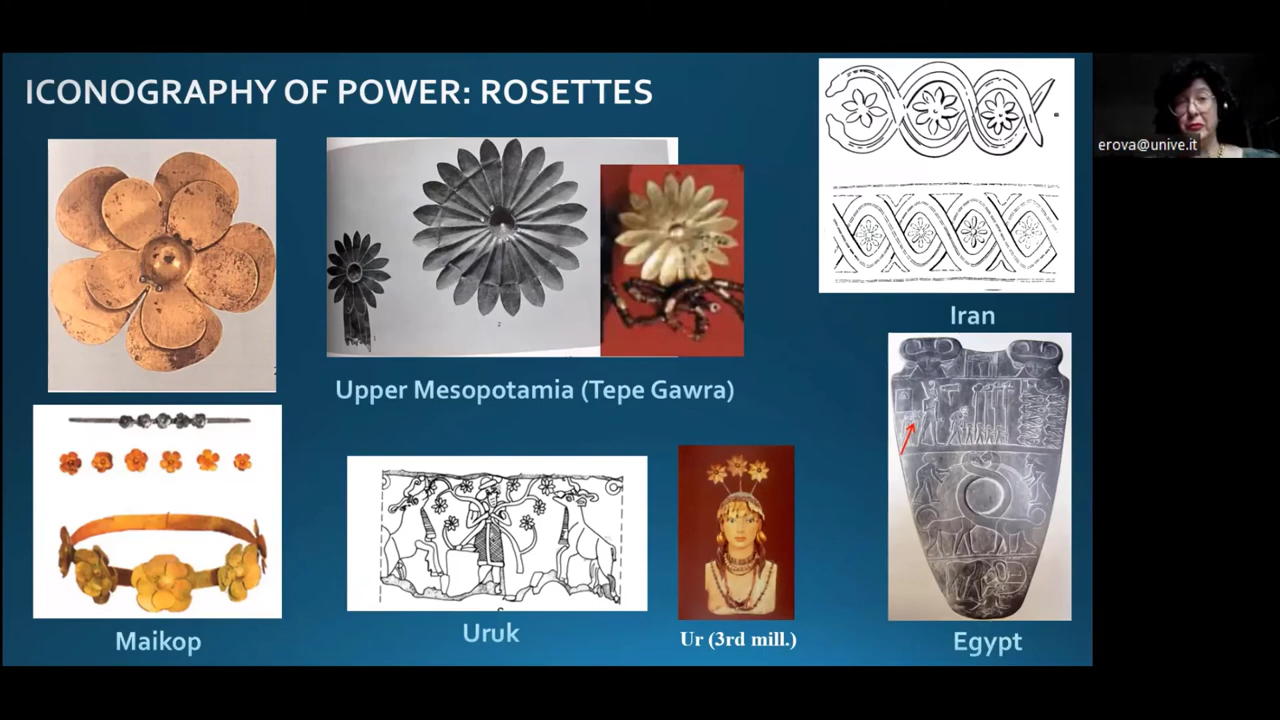 ICONOGRAPHY OF POWER: ROSETTES
erova@unive.it
Iran
Upper Mesopotamia (Tepe Gawra)
Maikop
Uruk
Ur (3rd mill.)
Egypt